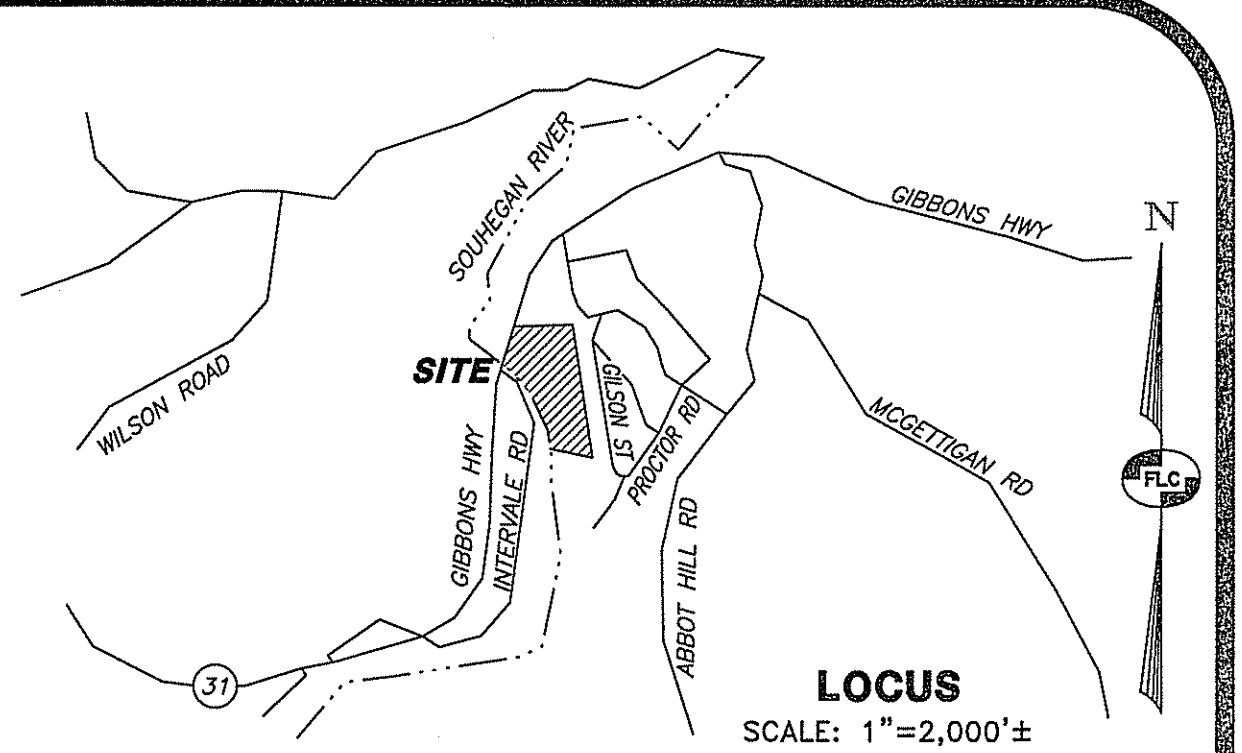 SOUHEGAN RIVER
GIBBONS HWY
N
SITE
WILSON ROAD
GILSON ST
PROCTOR RD
MCGETTIGAN RD
FLC
GIBBONS HWY
INTERVALE RD
ABBOT HILL RD
31
LOCUS
SCALE: 1"=2,000'±